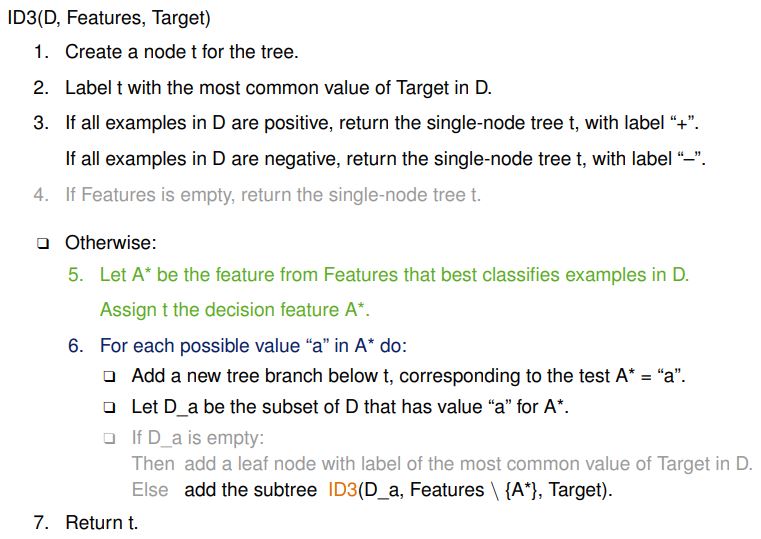 ID3(D, Features, Target)
1. Create a node t for the tree.
2. Label t with the most common value of Target in D.
3. If all examples in D are positive, return the single-node tree t, with label “+”.
If all examples in D are negative, return the single-node tree t, with label “–”.
4. If Features is empty, return the single-node tree t.
❑ Otherwise:
5. Let A* be the feature from Features that best classifies examples in D.
Assign t the decision feature A*.
6. For each possible value “a” in A* do:
❑ Add a new tree branch below t, corresponding to the test A* = “a”.
❑ Let D_a be the subset of D that has value “a” for A*.
❑ If D_a is empty:
Then add a leaf node with label of the most common value of Target in D.
Else add the subtree ID3(D_a, Features \ {A*}, Target).
7. Return t.